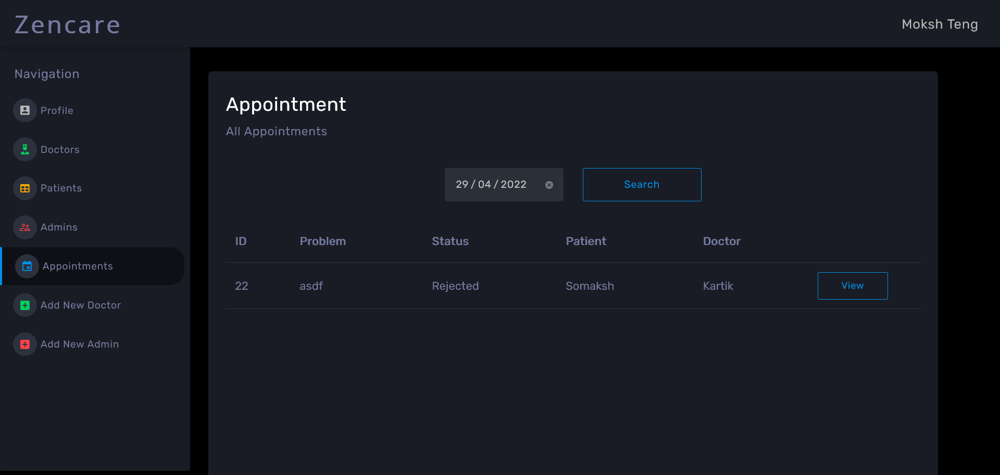 Zencare
Moksh Teng
Navigation
Profile
Doctors
Patients
Admins
Appointments
Add New Doctor
Add New Admin
Appointment
All Appointments
29 / 04 / 2022
Search
ID Problem Status Patient Doctor
22 asdf Rejected Somaksh Kartik View